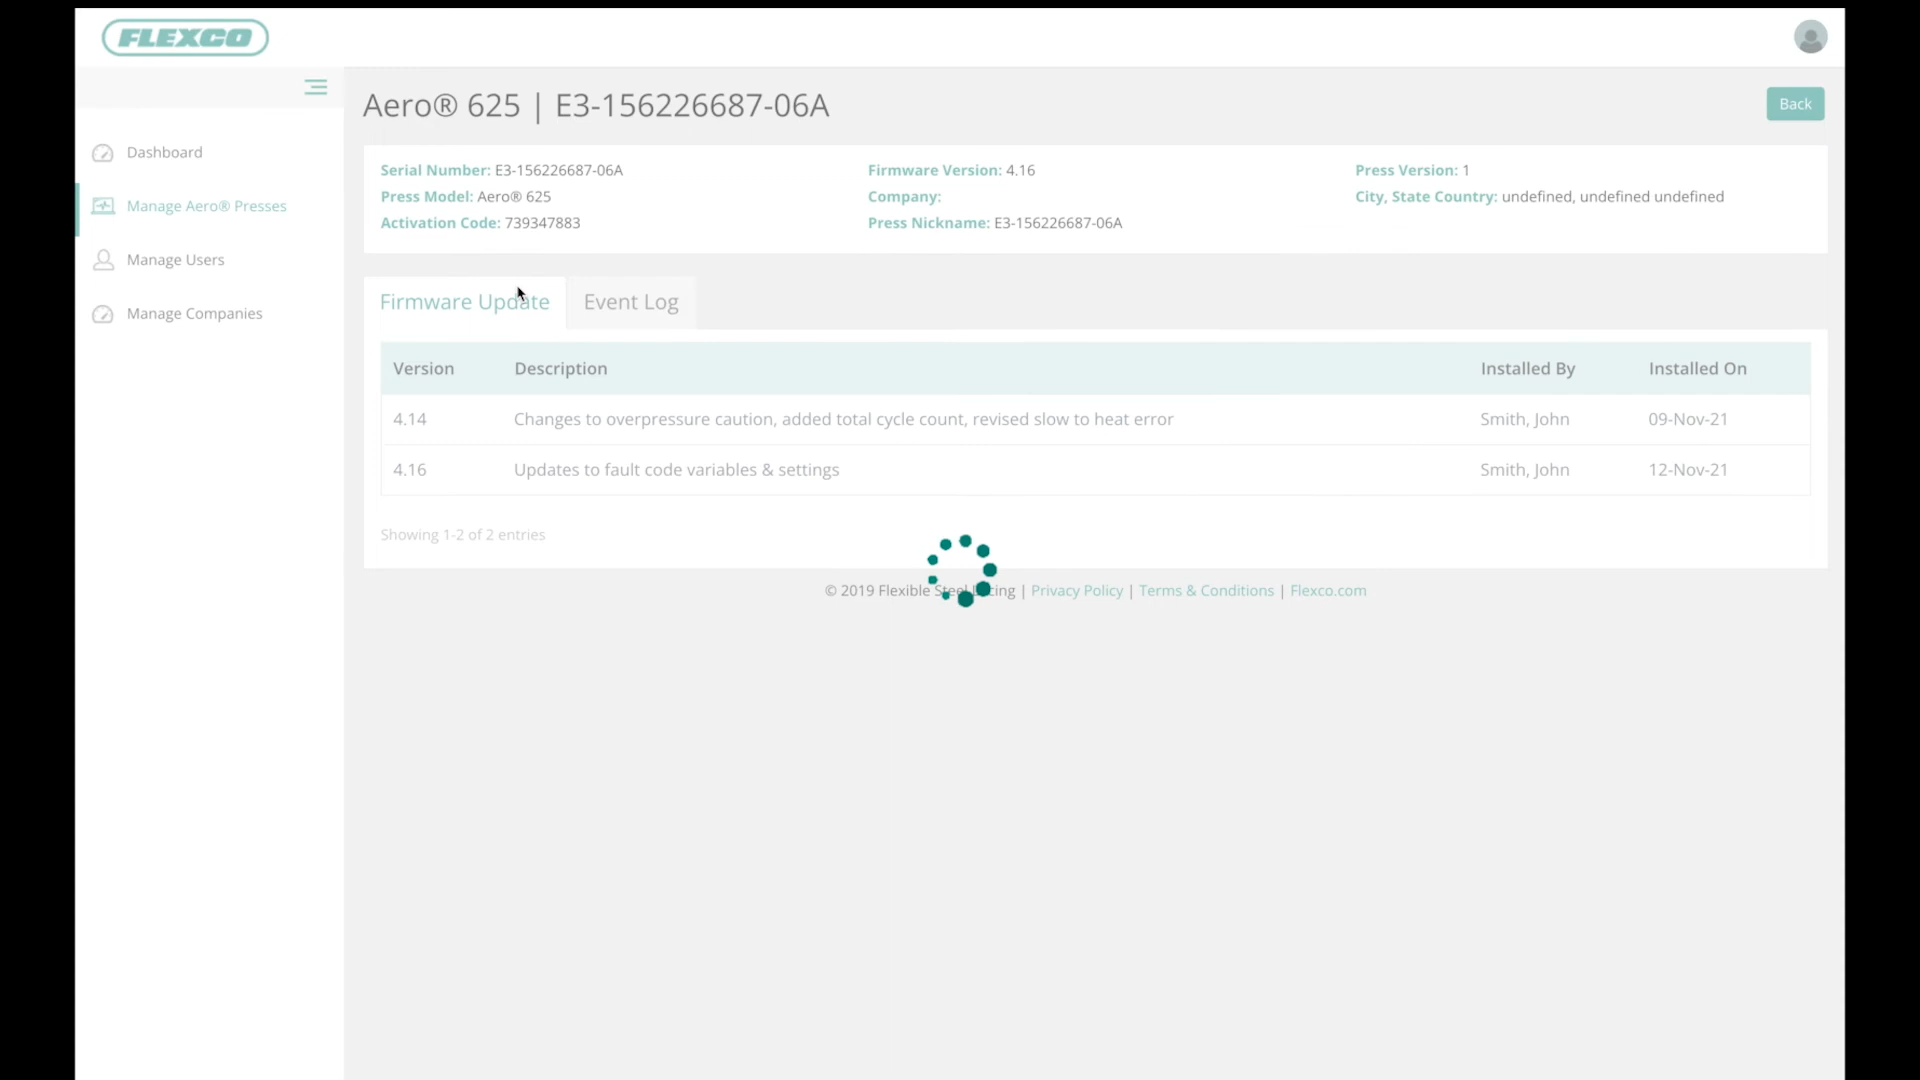 FLEXCO
Aero® 625 | E3-156226687-06A
Back
Dashboard
Manage Aero® Presses
Manage Users
Manage Companies
Serial Number: E3-156226687-06A
Firmware Version: 4.16
Press Version: 1
Press Model: Aero® 625
Company:
City, State Country: undefined, undefined undefined
Activation Code: 739347883
Press Nickname: E3-156226687-06A
Firmware Update
Event Log
Version Description Installed By Installed On
4.14 Changes to overpressure caution, added total cycle count, revised slow to heat error Smith, John 09-Nov-21
4.16 Updates to fault code variables & settings Smith, John 12-Nov-21
Showing 1-2 of 2 entries
© 2019 Flexible Steel Lacing | Privacy Policy | Terms & Conditions | Flexco.com